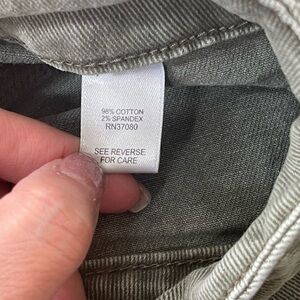 98% COTTON
2% SPANDEX
RN37080
SEE REVERSE
FOR CARE